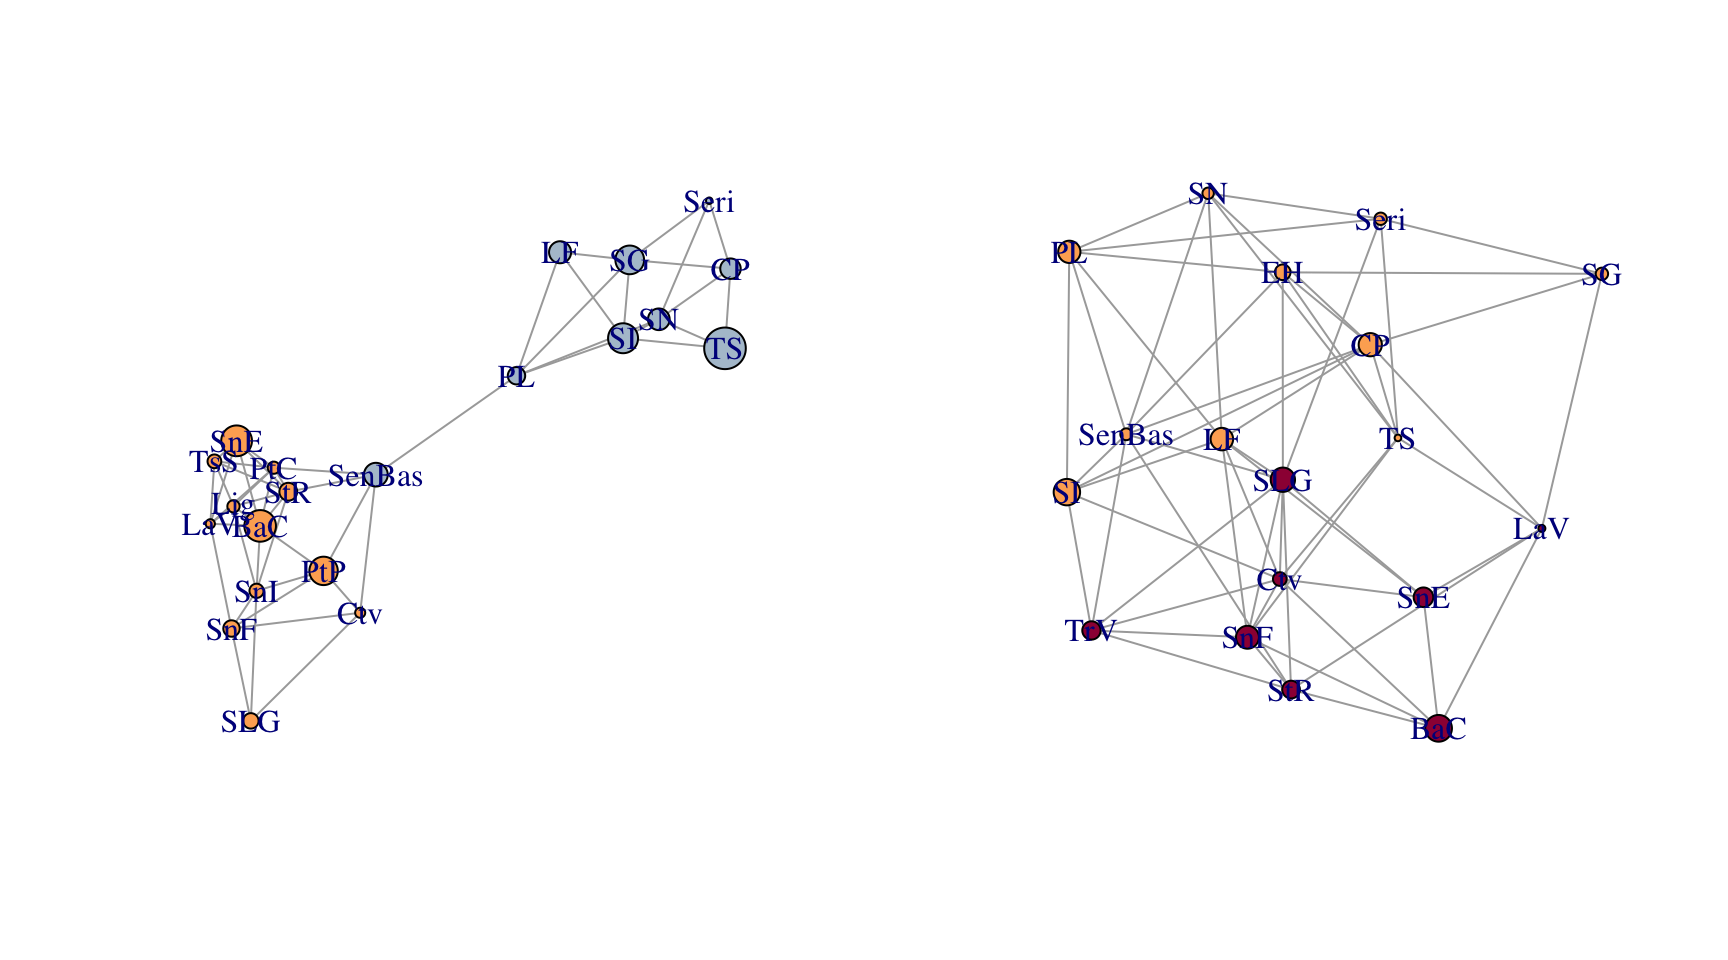 Seri
LF
SG
CP
SN
SI
TS
PL
SnE
TsS
PtC
SenBas
StR
Lig
LaV
BaC
PtP
SnI
Ctv
SnF
SLG
SN
Seri
PL
EH
SG
CP
SenBas
LF
TS
SLG
SI
LaV
Ctv
SnE
TrV
SnF
StR
BaC